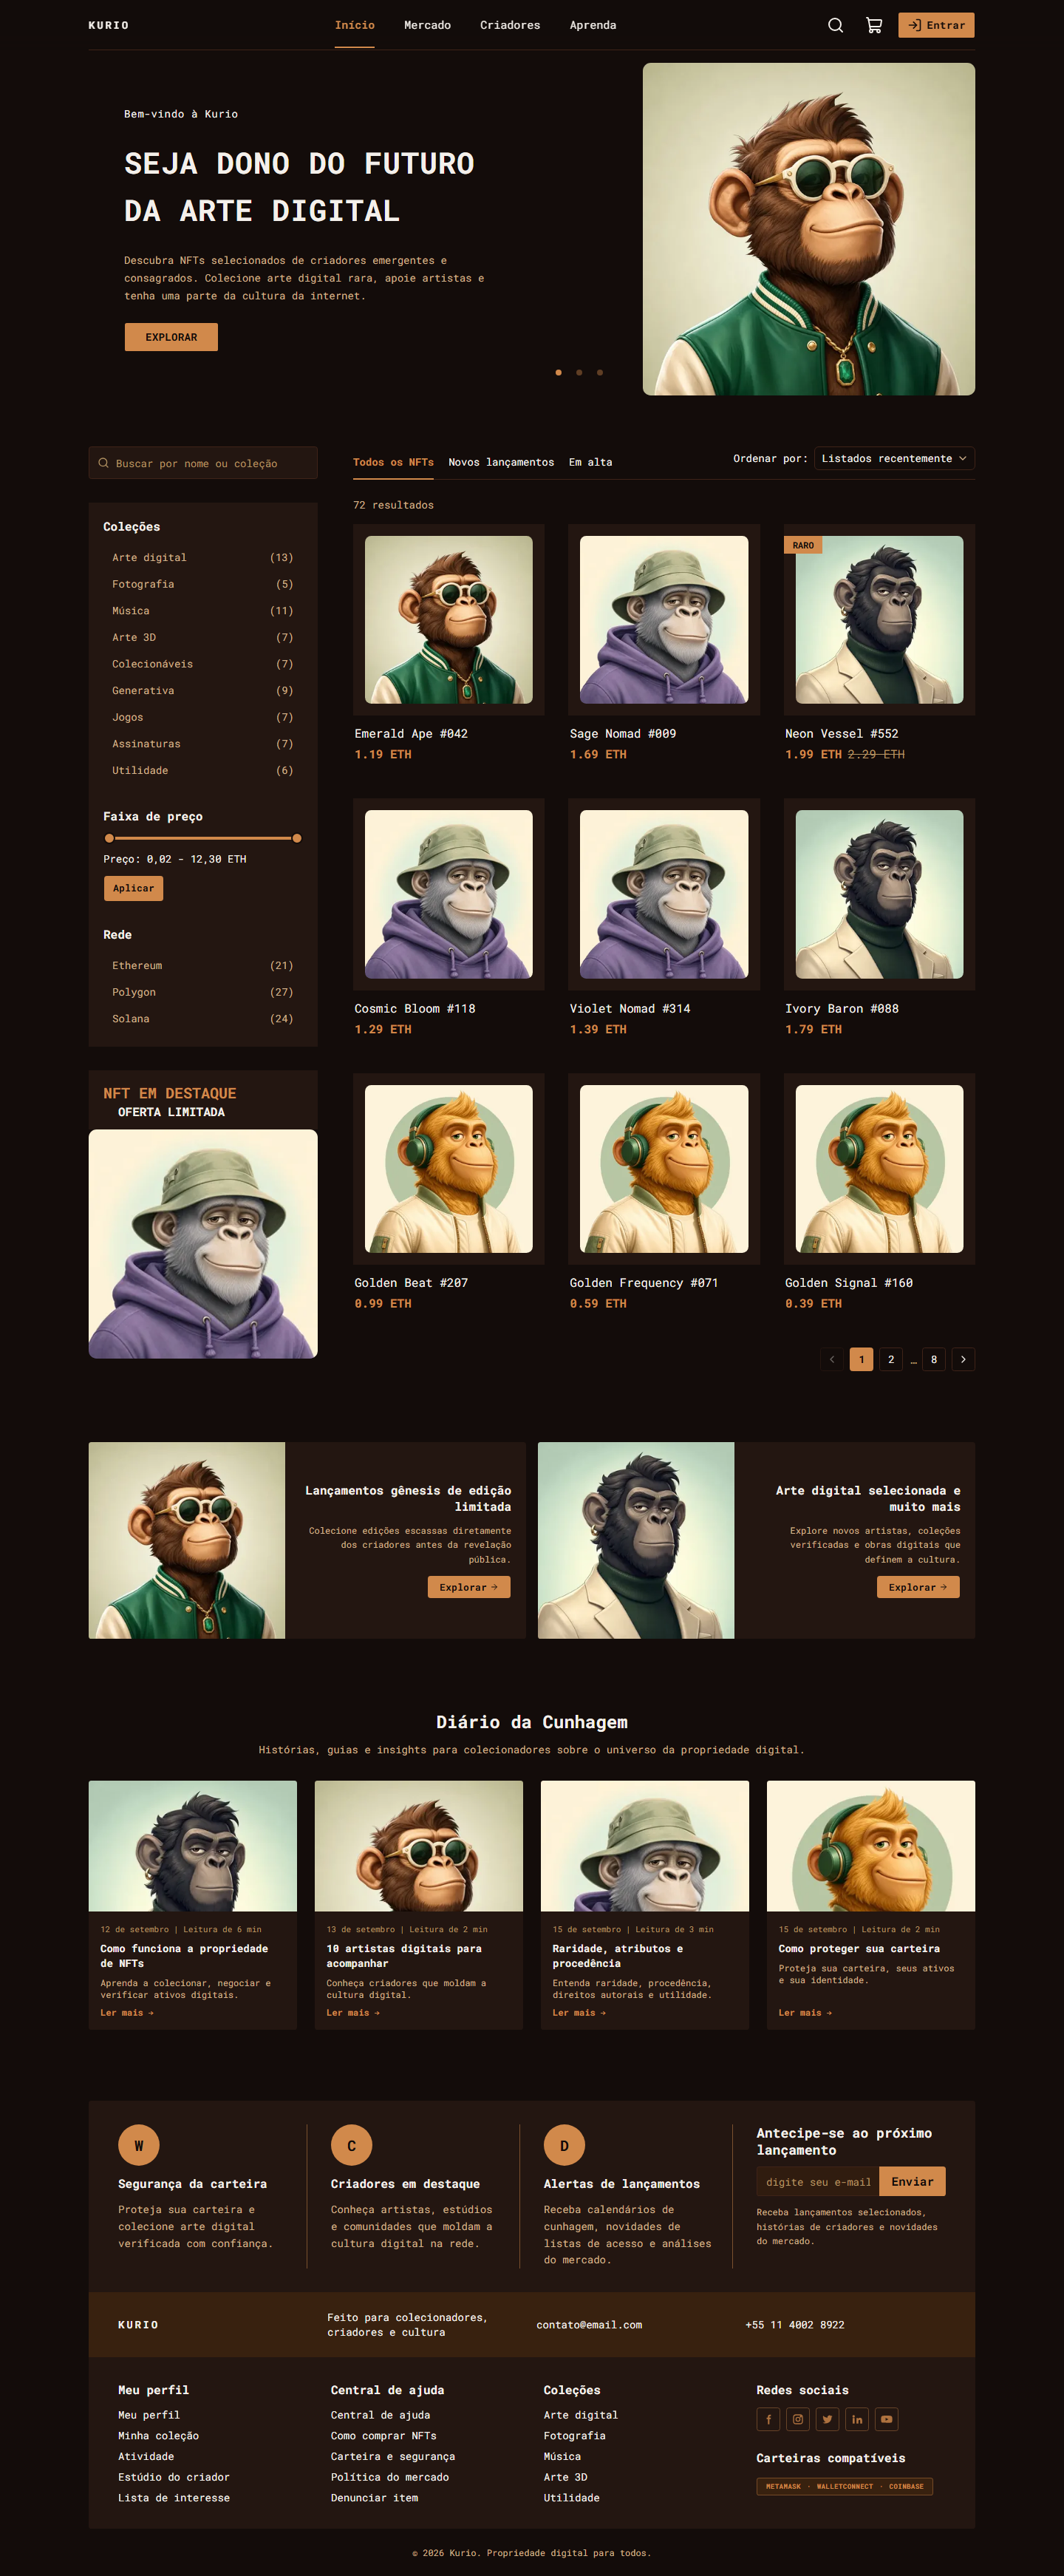 KURIO
Início
Mercado
Criadores
Aprenda
Entrar
Bem-vindo à Kurio
SEJA DONO DO FUTURO
DA ARTE DIGITAL
Descubra NFTs selecionados de criadores emergentes e
consagrados. Colecione arte digital rara, apoie artistas e
tenha uma parte da cultura da internet.
EXPLORAR
Buscar por nome ou coleção
Coleções
Arte digital (13)
Fotografia (5)
Música (11)
Arte 3D (7)
Colecionáveis (7)
Generativa (9)
Jogos (7)
Assinaturas (7)
Utilidade (6)
Faixa de preço
Preço: 0,02 - 12,30 ETH
Aplicar
Rede
Ethereum (21)
Polygon (27)
Solana (24)
NFT EM DESTAQUE
OFERTA LIMITADA
Todos os NFTs
Novos lançamentos
Em alta
Ordenar por:
Listados recentemente
72 resultados
Emerald Ape #042
1.19 ETH
Sage Nomad #009
1.69 ETH
RARO
Neon Vessel #552
1.99 ETH 2.29 ETH
Cosmic Bloom #118
1.29 ETH
Violet Nomad #314
1.39 ETH
Ivory Baron #088
1.79 ETH
Golden Beat #207
0.99 ETH
Golden Frequency #071
0.59 ETH
Golden Signal #160
0.39 ETH
1 2 … 8
Lançamentos gênesis de edição
limitada
Colecione edições escassas diretamente
dos criadores antes da revelação
pública.
Explorar →
Arte digital selecionada e
muito mais
Explore novos artistas, coleções
verificadas e obras digitais que
definem a cultura.
Explorar →
Diário da Cunhagem
Histórias, guias e insights para colecionadores sobre o universo da propriedade digital.
12 de setembro | Leitura de 6 min
Como funciona a propriedade
de NFTs
Aprenda a colecionar, negociar e
verificar ativos digitais.
Ler mais →
13 de setembro | Leitura de 2 min
10 artistas digitais para
acompanhar
Conheça criadores que moldam a
cultura digital.
Ler mais →
15 de setembro | Leitura de 3 min
Raridade, atributos e
procedência
Entenda raridade, procedência,
direitos autorais e utilidade.
Ler mais →
15 de setembro | Leitura de 2 min
Como proteger sua carteira
Proteja sua carteira, seus ativos
e sua identidade.
Ler mais →
W
Segurança da carteira
Proteja sua carteira e
colecione arte digital
verificada com confiança.
C
Criadores em destaque
Conheça artistas, estúdios
e comunidades que moldam a
cultura digital na rede.
D
Alertas de lançamentos
Receba calendários de
cunhagem, novidades de
listas de acesso e análises
do mercado.
Antecipe-se ao próximo
lançamento
digite seu e-mail
Enviar
Receba lançamentos selecionados,
histórias de criadores e novidades
do mercado.
KURIO
Feito para colecionadores,
criadores e cultura
contato@email.com
+55 11 4002 8922
Meu perfil
Meu perfil
Minha coleção
Atividade
Estúdio do criador
Lista de interesse
Central de ajuda
Central de ajuda
Como comprar NFTs
Carteira e segurança
Política do mercado
Denunciar item
Coleções
Arte digital
Fotografia
Música
Arte 3D
Utilidade
Redes sociais
Carteiras compatíveis
METAMASK · WALLETCONNECT · COINBASE
© 2026 Kurio. Propriedade digital para todos.